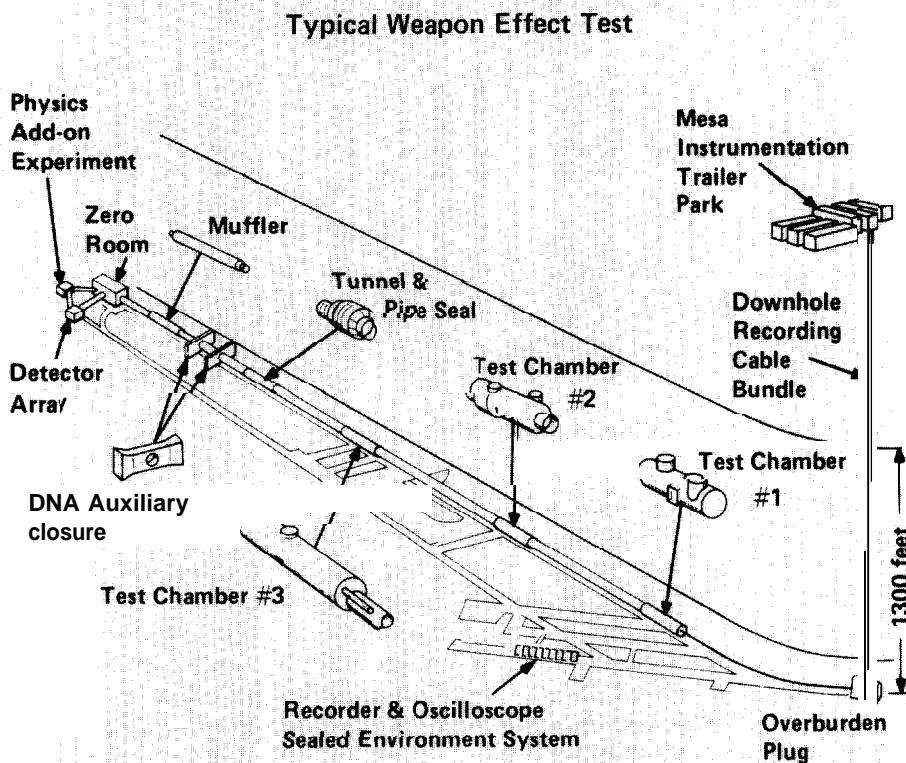 Typical Weapon Effect Test
Physics
Add-on
Experiment
Zero
Room
Muffler
Tunnel &
Pipe Seal
Mesa
Instrumentation
Trailer
Park
Detector
Array
Downhole
Recording
Cable
Bundle
Test Chamber
#2
Test Chamber
#1
DNA Auxiliary
closure
Test Chamber #3
1300 feet
Recorder & Oscilloscope
Sealed Environment System
Overburden
Plug